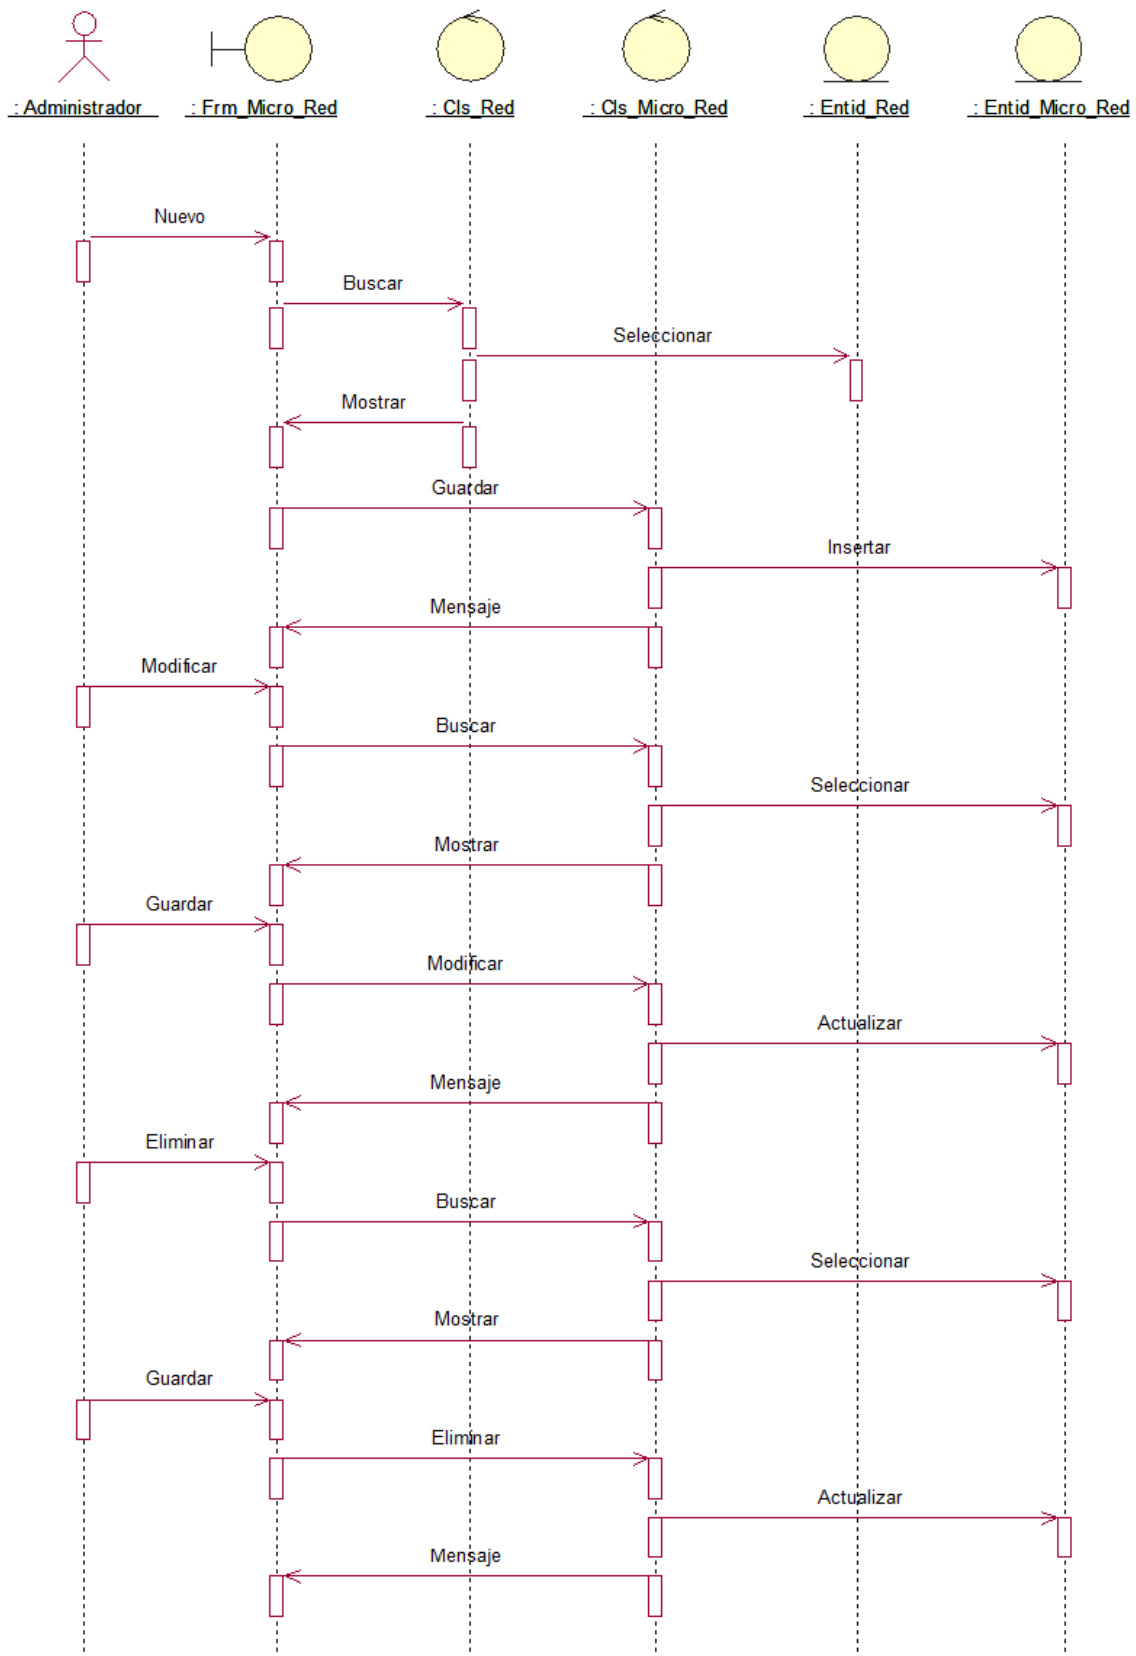 : Administrador
: Frm_Micro_Red
: Cls_Red
: Cls_Micro_Red
: Entid_Red
: Entid_Micro_Red
Nuevo
Buscar
Seleccionar
Mostrar
Guardar
Insertar
Mensaje
Modificar
Buscar
Seleccionar
Mostrar
Guardar
Modificar
Actualizar
Mensaje
Eliminar
Buscar
Seleccionar
Mostrar
Guardar
Eliminar
Actualizar
Mensaje